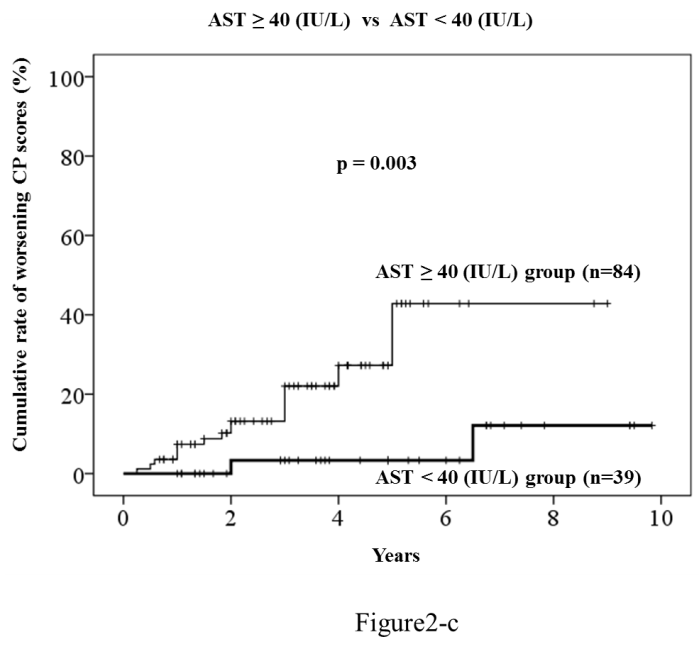 AST ≥ 40 (IU/L) vs AST < 40 (IU/L)
Cumulative rate of worsening CP scores (%)
100
80
60
40
20
0
p = 0.003
AST ≥ 40 (IU/L) group (n=84)
AST < 40 (IU/L) group (n=39)
0 2 4 6 8 10
Years
Figure2-c